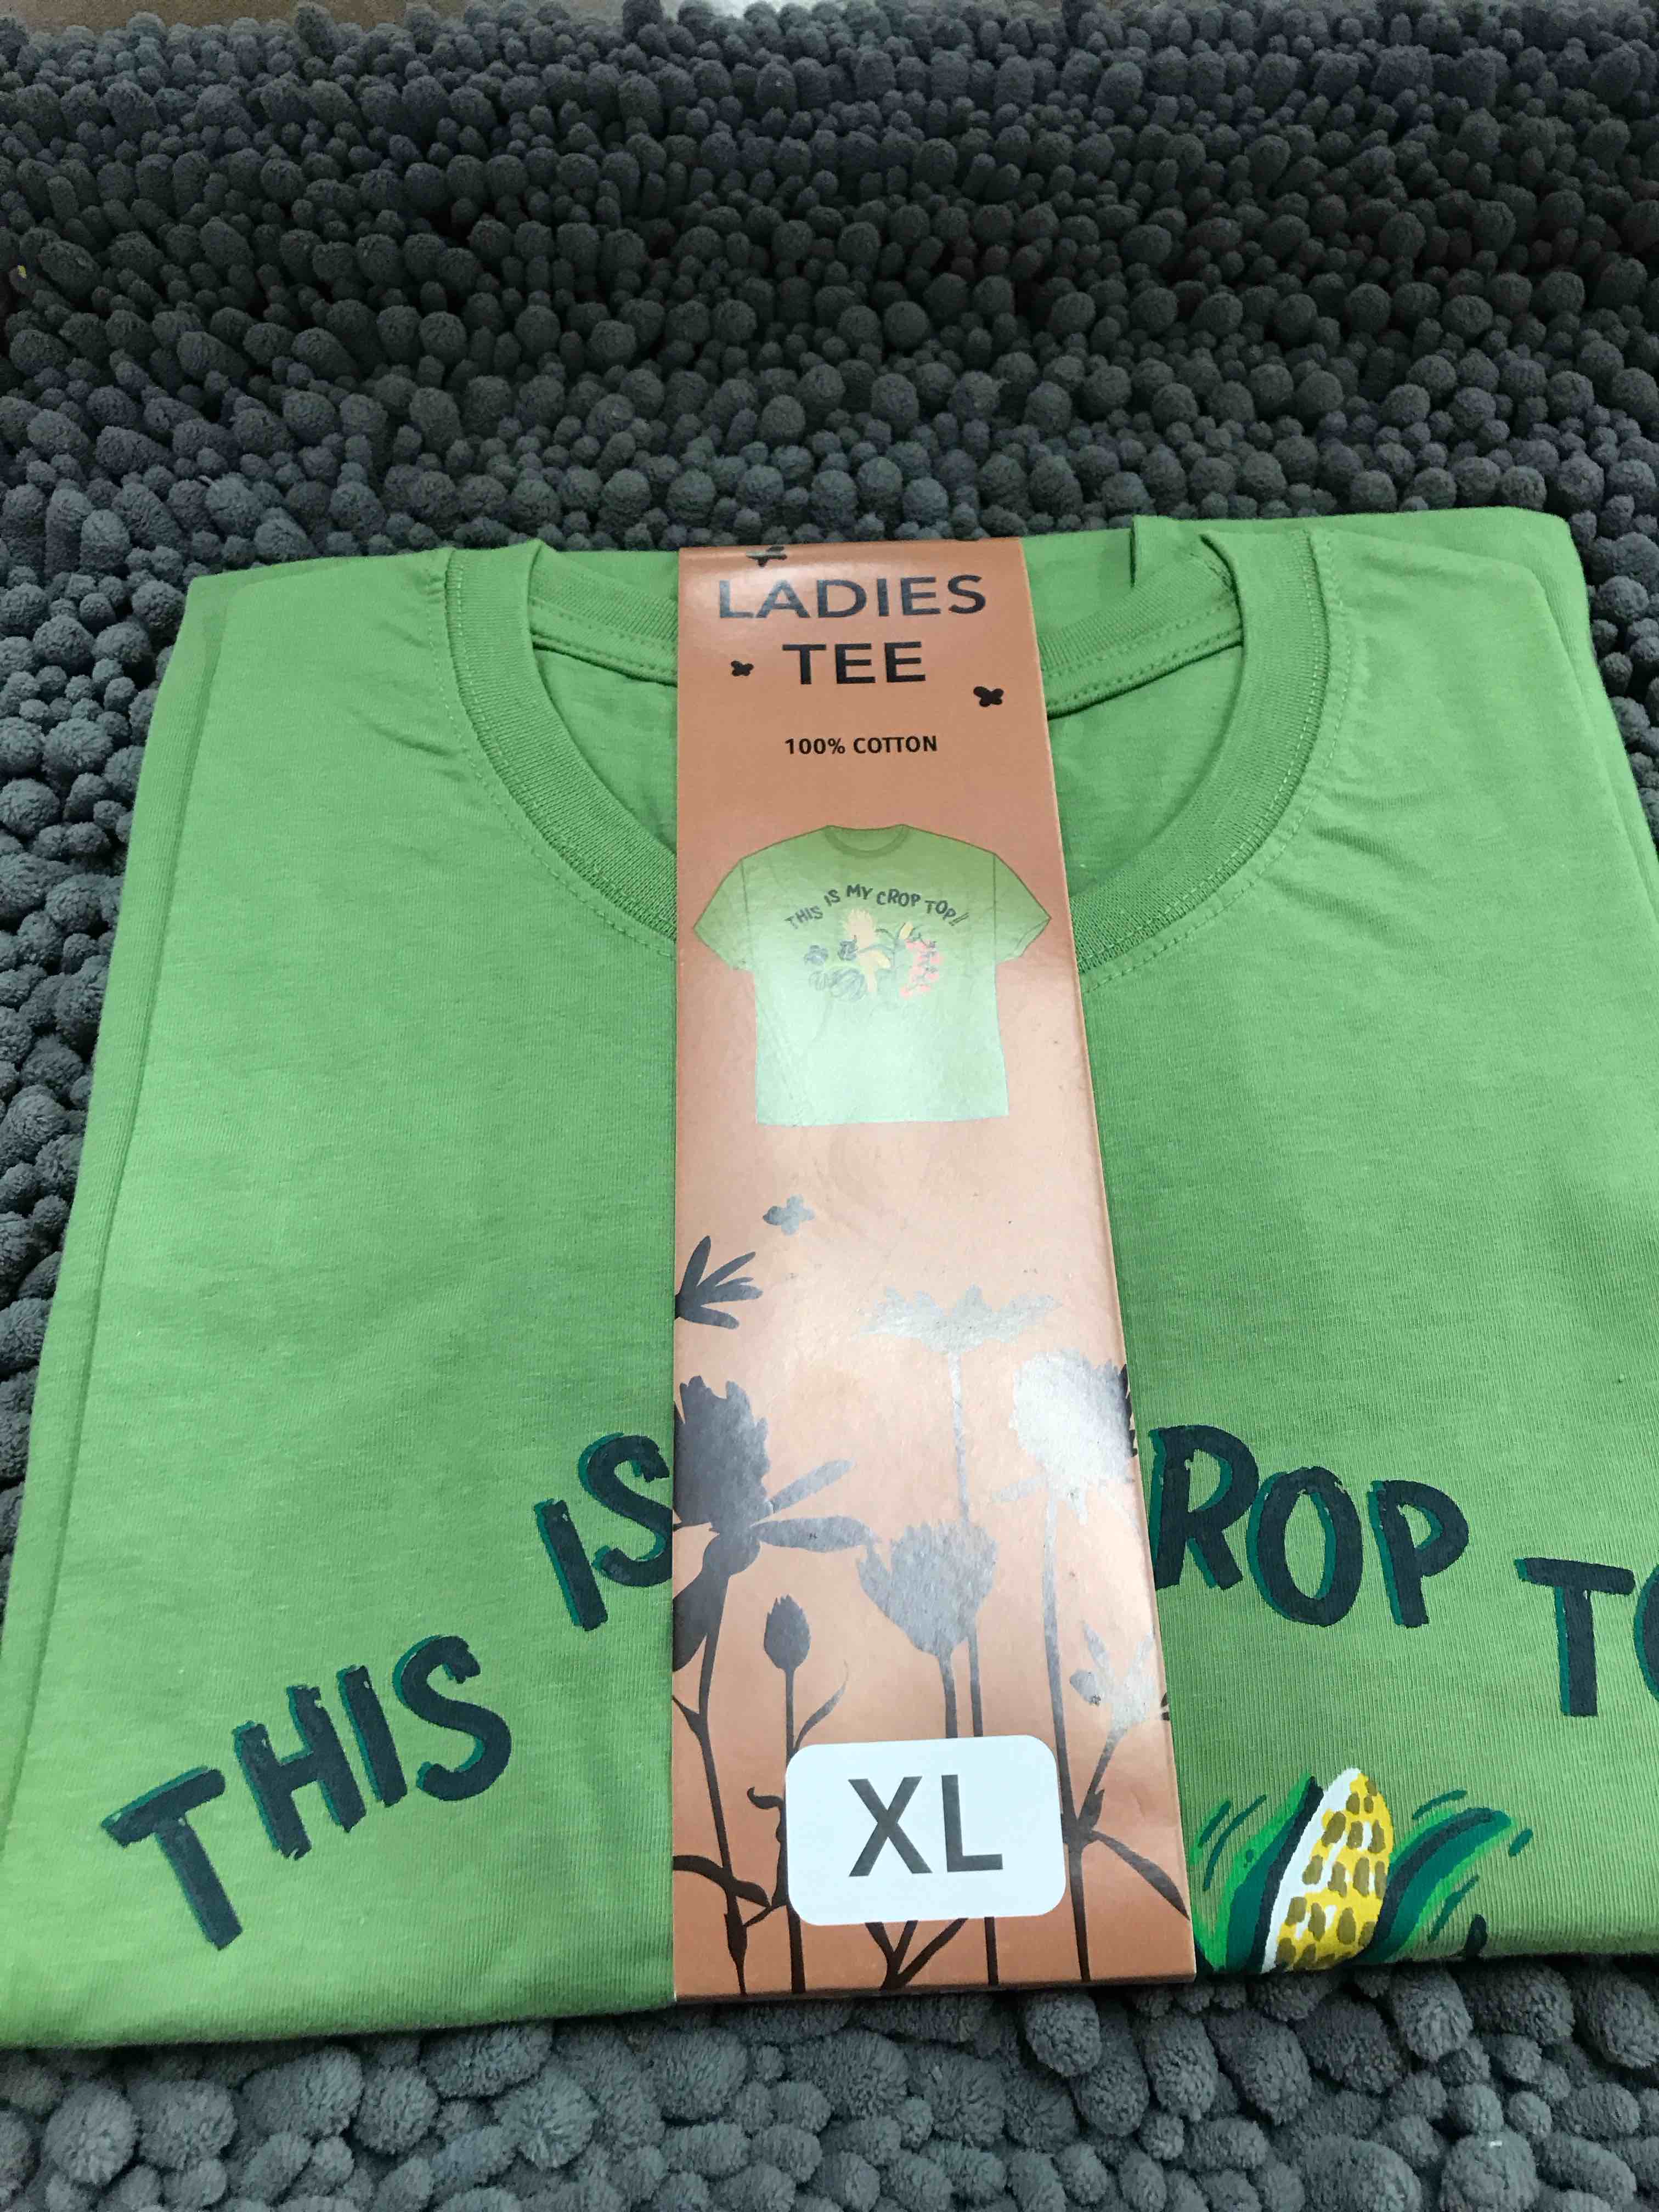 LADIES
TEE
100% COTTON
THIS IS MY CROP TOP!!
THIS IS ROP TO
XL